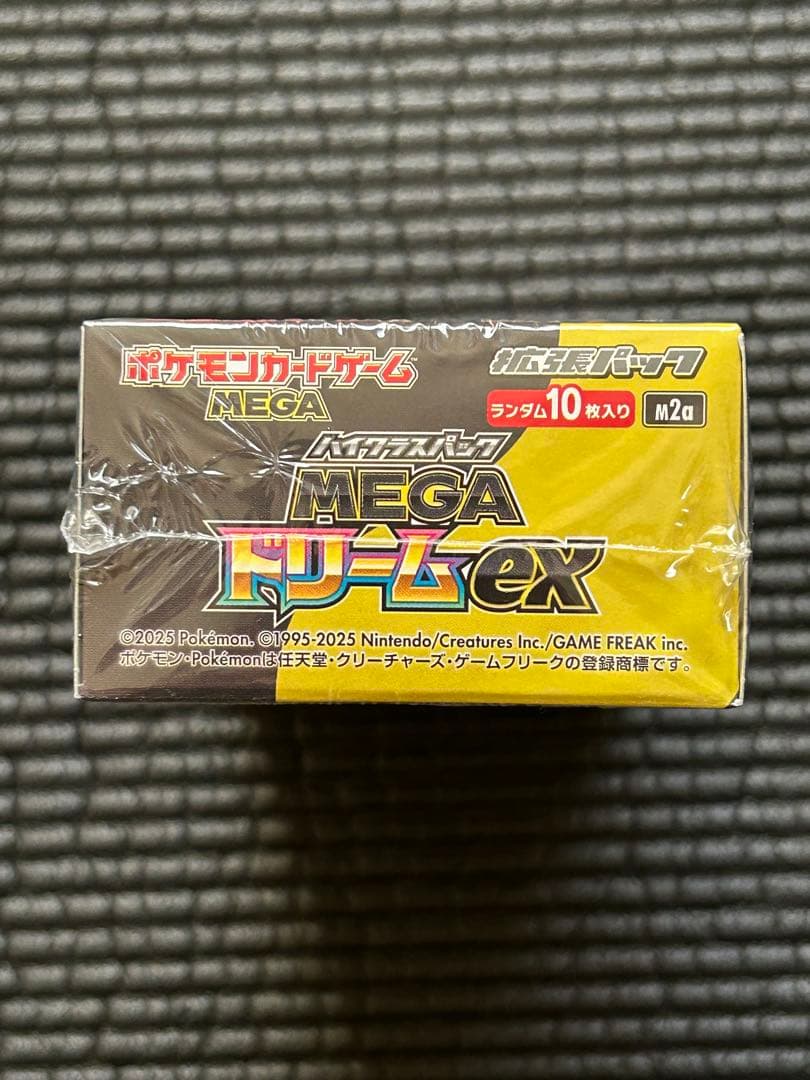 ポケモンカードゲーム™
MEGA
拡張パック
ランダム10枚入り
M2a
ハイクラスパック
MEGA
ドリームex
©2025 Pokémon. ©1995-2025 Nintendo/Creatures Inc./GAME FREAK inc.
ポケモン・Pokémonは任天堂・クリーチャーズ・ゲームフリークの登録商標です。